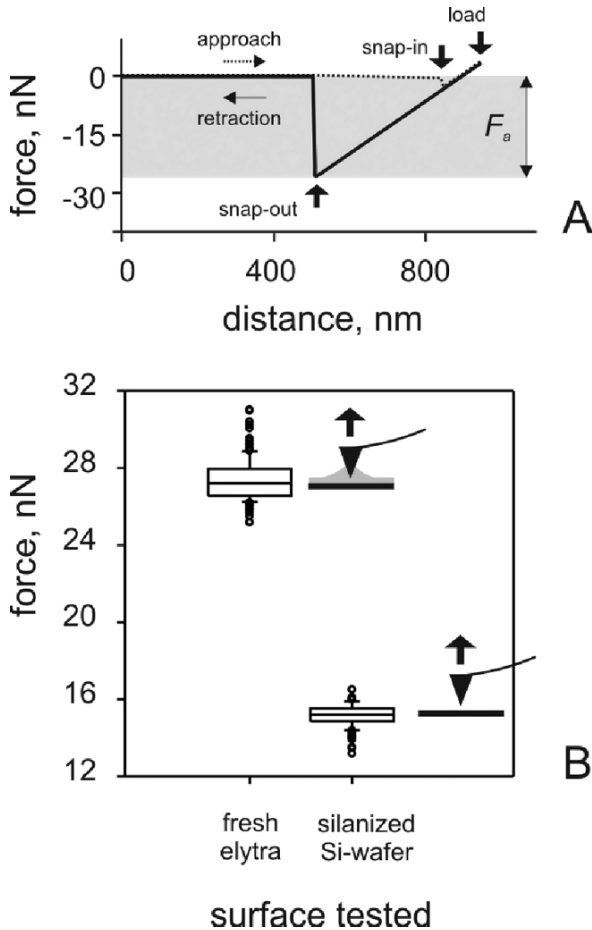 load
approach
snap-in
0
-15
-30
force, nN
retraction
Fa
snap-out
A
0
400
800
distance, nm
32
28
24
20
16
12
force, nN
B
fresh
elytra
silanized
Si-wafer
surface tested